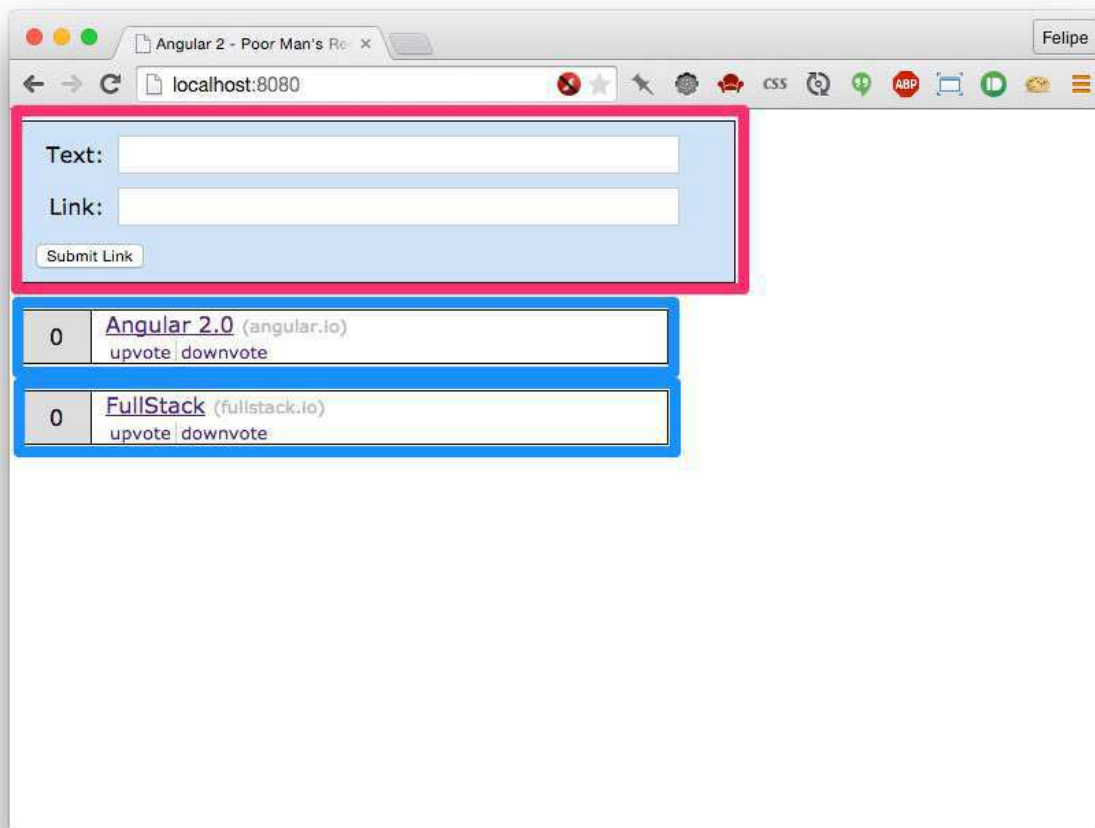 Angular 2 - Poor Man's Re
Felipe
localhost:8080
CSS
ABP
Text:
Link:
Submit Link
0
Angular 2.0 (angular.io)
upvote downvote
0
FullStack (fullstack.io)
upvote downvote